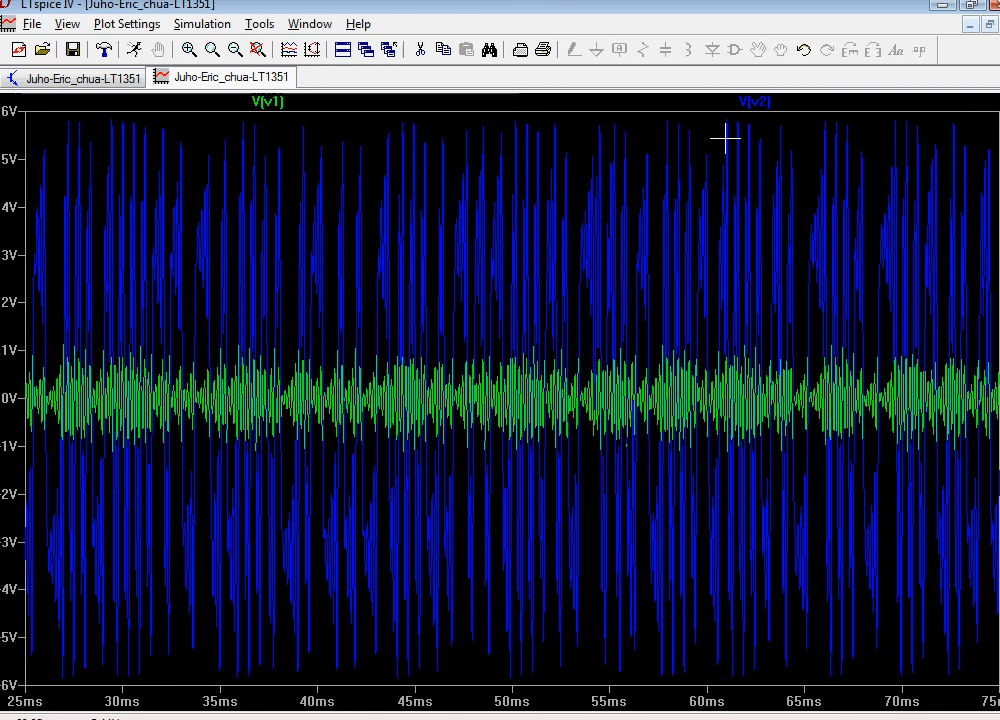 LTspice IV - [Juho-Eric_chua-LT1351]
File View Plot Settings Simulation Tools Window Help
Juho-Eric_chua-LT1351 Juho-Eric_chua-LT1351
V(v1) V(v2)
6V
5V
4V
3V
2V
1V
0V
-1V
-2V
-3V
-4V
-5V
-6V
25ms 30ms 35ms 40ms 45ms 50ms 55ms 60ms 65ms 70ms 75